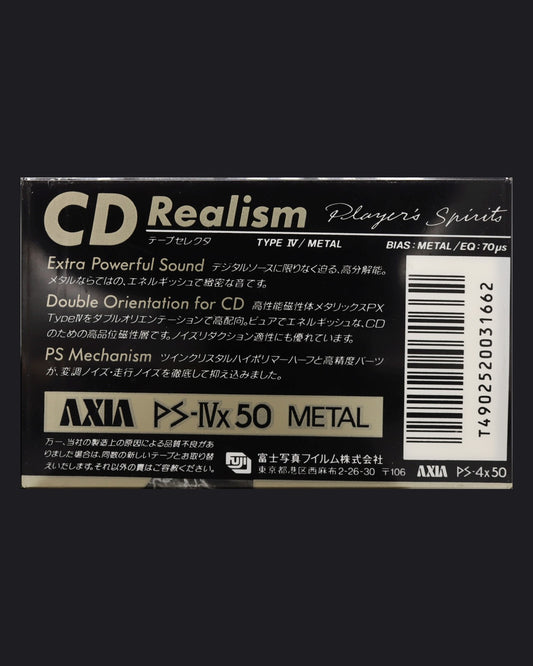 CD Realism Player's Spirits
テープセレクタ TYPE IV/METAL BIAS:METAL/EQ:70μs
Extra Powerful Sound デジタルソースに限りなく迫る、高分解能。
メタルならではの、エネルギッシュで緻密な音です。
Double Orientation for CD 高性能磁性体メタリックスPX
TypeIVをダブルオリエンテーションで高配向。ピュアでエネルギッシュな、CD
のための高品位磁性層です。ノイズリダクション適性にも優れています。
PS Mechanism ツインクリスタルハイポリマーハーフと高精度パーツ
が、変調ノイズ・走行ノイズを徹底して抑え込みました。
AXIA PS-IVx50 METAL
万一、当社の製造上の原因による品質不良があ
りました場合は、同数の新しいテープとお取り替
えいたします。それ以外の責はご容赦ください。
FUJI 富士写真フイルム株式会社
東京都港区西麻布2-26-30 〒106
AXIA PS-4x50
T4902520031662